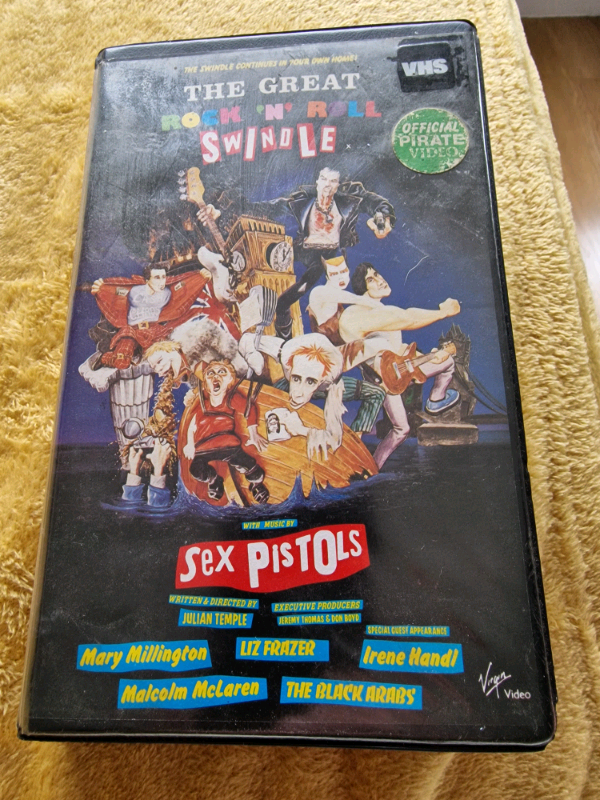 THE SWINDLE CONTINUES IN YOUR OWN HOME!
VHS
THE GREAT
ROCK 'N' ROLL
SWINDLE
OFFICIAL
PIRATE
VIDEO
WITH MUSIC BY
SEX PISTOLS
WRITTEN & DIRECTED BY
JULIAN TEMPLE
EXECUTIVE PRODUCERS
JEREMY THOMAS & DON BOYD
SPECIAL GUEST APPEARANCE
Mary Millington
LIZ FRAZER
Irene Handl
Malcolm McLaren
THE BLACK ARABS
Virgin
Video